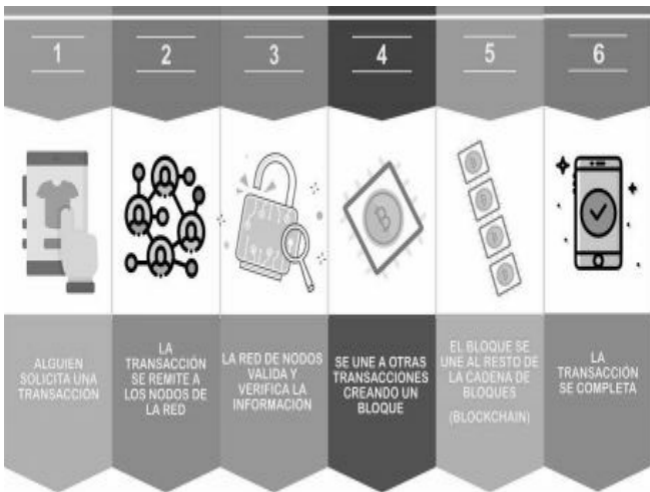 1
2
3
4
5
6
ALGUIEN
SOLICITA UNA
TRANSACCIÓN
LA
TRANSACCIÓN
SE REMITE A
LOS NODOS DE
LA RED
LA RED DE NODOS
VALIDA Y
VERIFICA LA
INFORMACIÓN
SE UNE A OTRAS
TRANSACCIONES
CREANDO UN
BLOQUE
EL BLOQUE SE
UNE AL RESTO DE
LA CADENA DE
BLOQUES
(BLOCKCHAIN)
LA
TRANSACCIÓN
SE COMPLETA